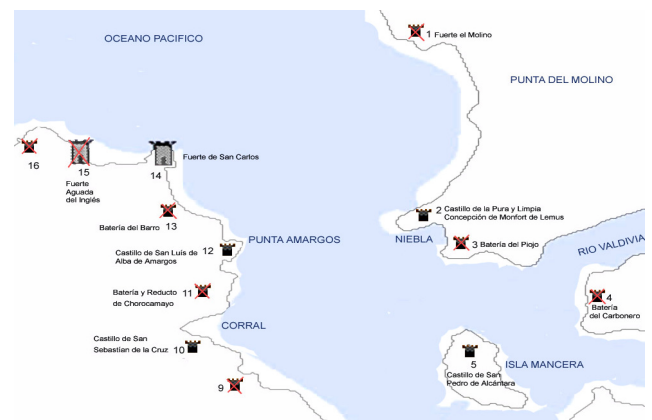 OCEANO PACIFICO
1 Fuerte el Molino
PUNTA DEL MOLINO
16
15
Fuerte
Aguada
del Inglés
14
Fuerte de San Carlos
13
Batería del Barro
2 Castillo de la Pura y Limpia
Concepción de Monfort de Lemus
NIEBLA
3 Batería del Piojo
RIO VALDIVIA
PUNTA AMARGOS
Castillo de San Luis de
Alba de Amargos
12
Batería y Reducto
de Chorocamayo
11
4
Batería
del Carbonero
CORRAL
Castillo de San
Sebastian de la Cruz
10
9
5
Castillo de San
Pedro de Alcántara
ISLA MANCERA